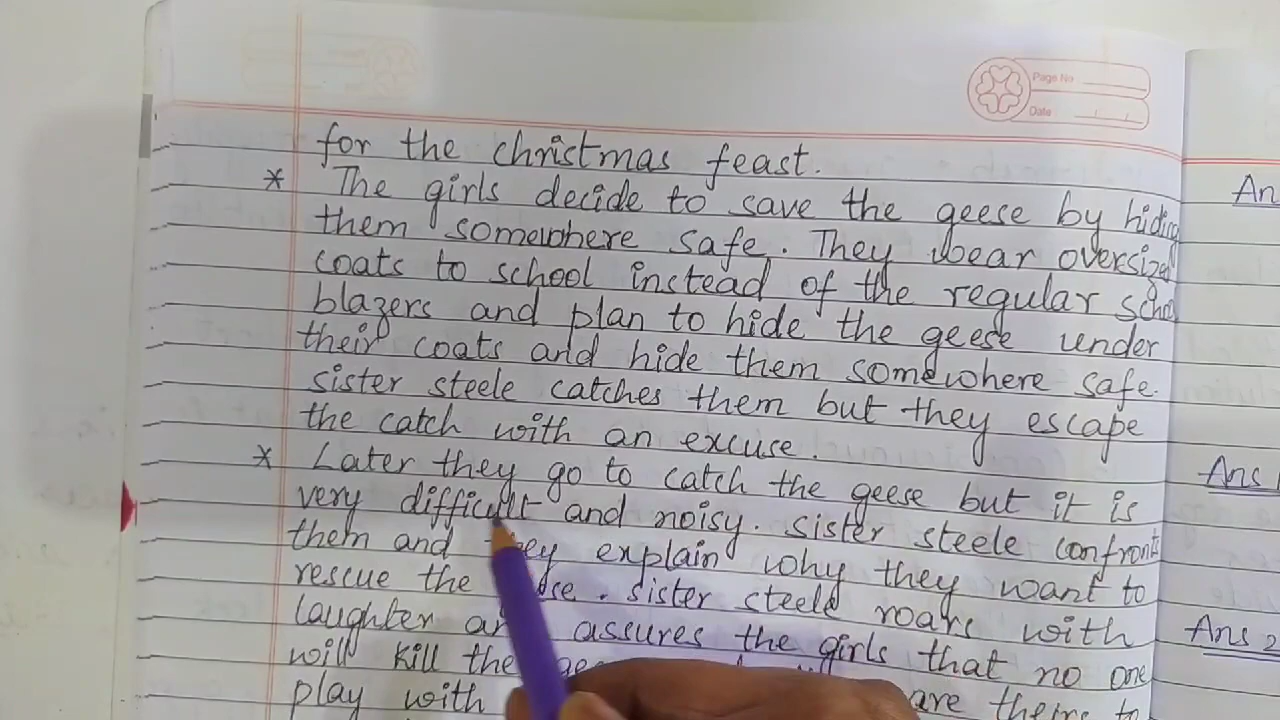 Page No
Date
for the christmas feast.
* The girls decide to save the geese by hiding
them somewhere safe. They wear oversized
coats to school instead of the regular
blazers and plan to hide the geese under
their coats and hide them somewhere safe.
sister steele catches them but they escape
the catch with an excuse.
* Later they go to catch the geese but it is
very difficult and noisy. sister steele confronts
them and they explain why they want to
rescue the . sister steele roars with
laughter assures the girls that no one
will kill the
play with are theirs to
An
Ans 1
Ans 2